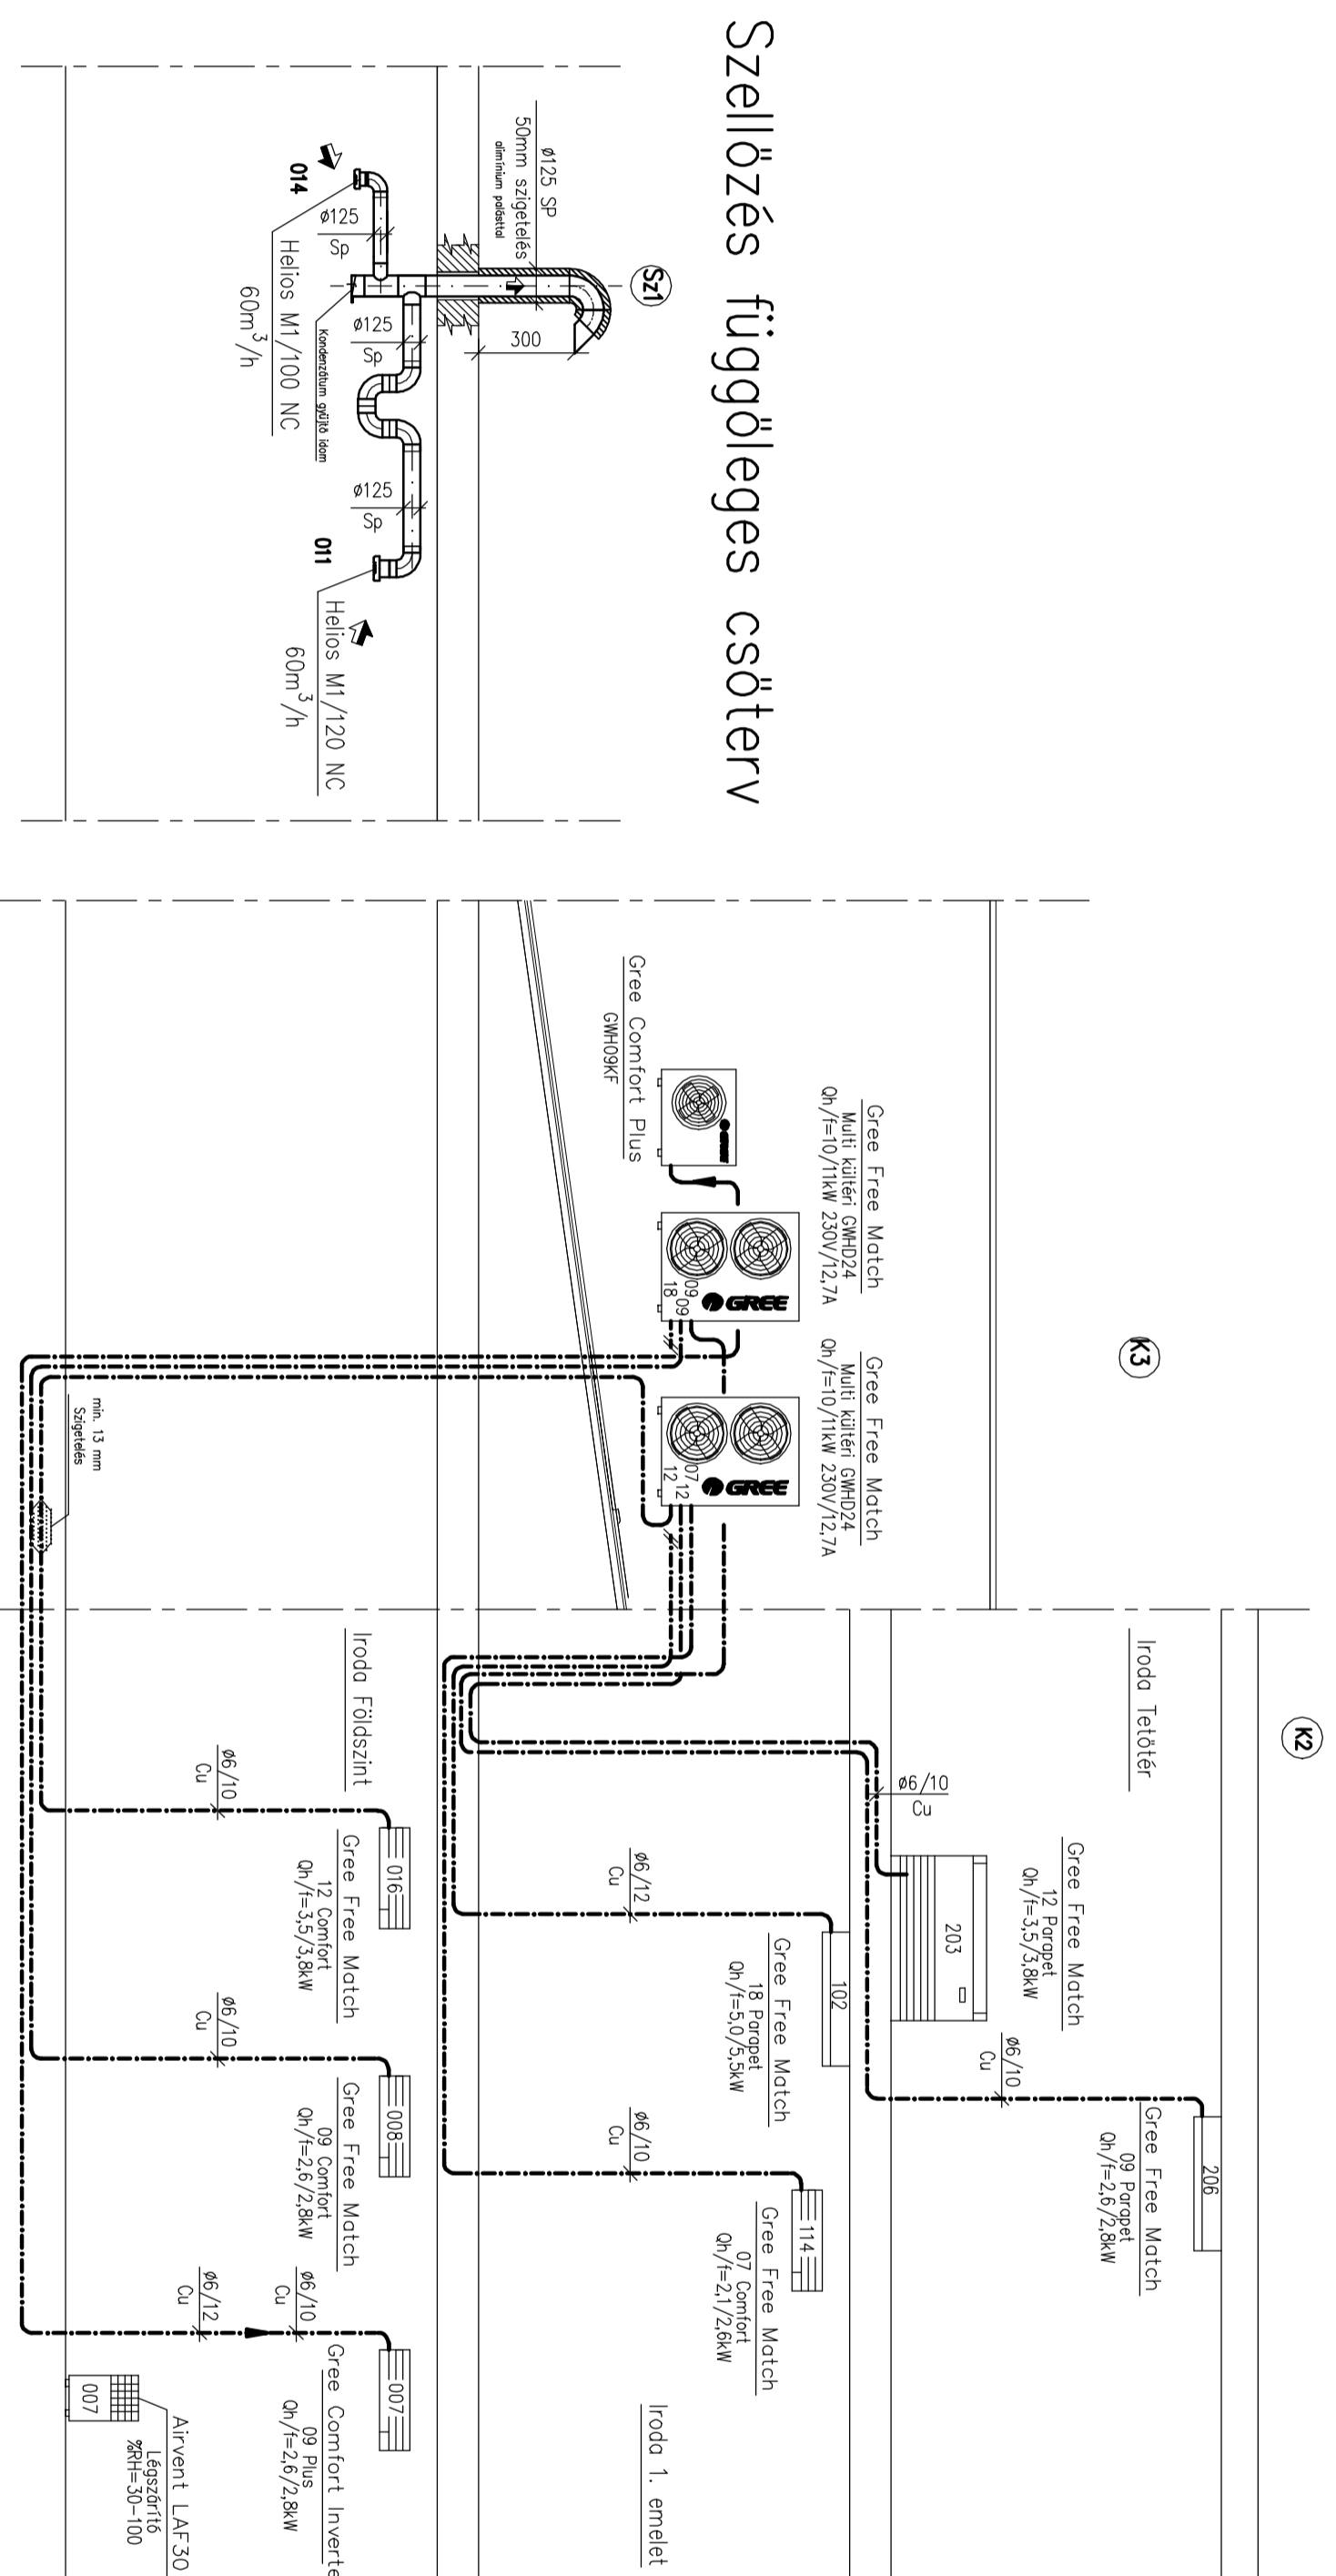 Szellőzés függőleges csőterv
Sz1
ø125 SP
50mm szigetelés
alimínium palásttal
300
014
ø125
Sp
Helios M1/100 NC
60m³/h
Kondenzátum gyüjtő idom
ø125
Sp
ø125
Sp
011
Helios M1/120 NC
60m³/h
K3
Gree Free Match
Multi kültéri GWHD24
Qh/f=10/11kW 230V/12,7A
Gree Free Match
Multi kültéri GWHD24
Qh/f=10/11kW 230V/12,7A
Gree Comfort Plus
GWH09KF
GREE
GREE
09
09
18
GREE
07
12
12
min. 13 mm
Szigetelés
K2
Iroda Tetőtér
ø6/10
Cu
203
Gree Free Match
12 Parapet
Qh/f=3,5/3,8kW
ø6/10
Cu
206
Gree Free Match
09 Parapet
Qh/f=2,6/2,8kW
ø6/12
Cu
102
Gree Free Match
18 Parapet
Qh/f=5,0/5,5kW
ø6/10
Cu
114
Gree Free Match
07 Comfort
Qh/f=2,1/2,6kW
Iroda 1. emelet
Iroda Földszint
ø6/10
Cu
016
Gree Free Match
12 Comfort
Qh/f=3,5/3,8kW
ø6/10
Cu
008
Gree Free Match
09 Comfort
Qh/f=2,6/2,8kW
ø6/10
Cu
ø6/12
Cu
007
Gree Comfort Inverte
09 Plus
Qh/f=2,6/2,8kW
007
Airvent LAF30
Légszárító
%RH=30-100